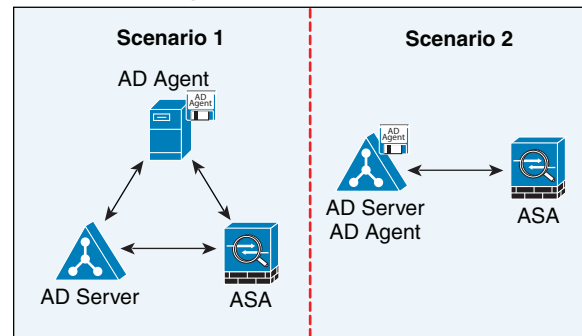 Scenario 1
AD Agent
AD
Agent
AD Server
ASA
Scenario 2
AD
Agent
AD Server
AD Agent
ASA